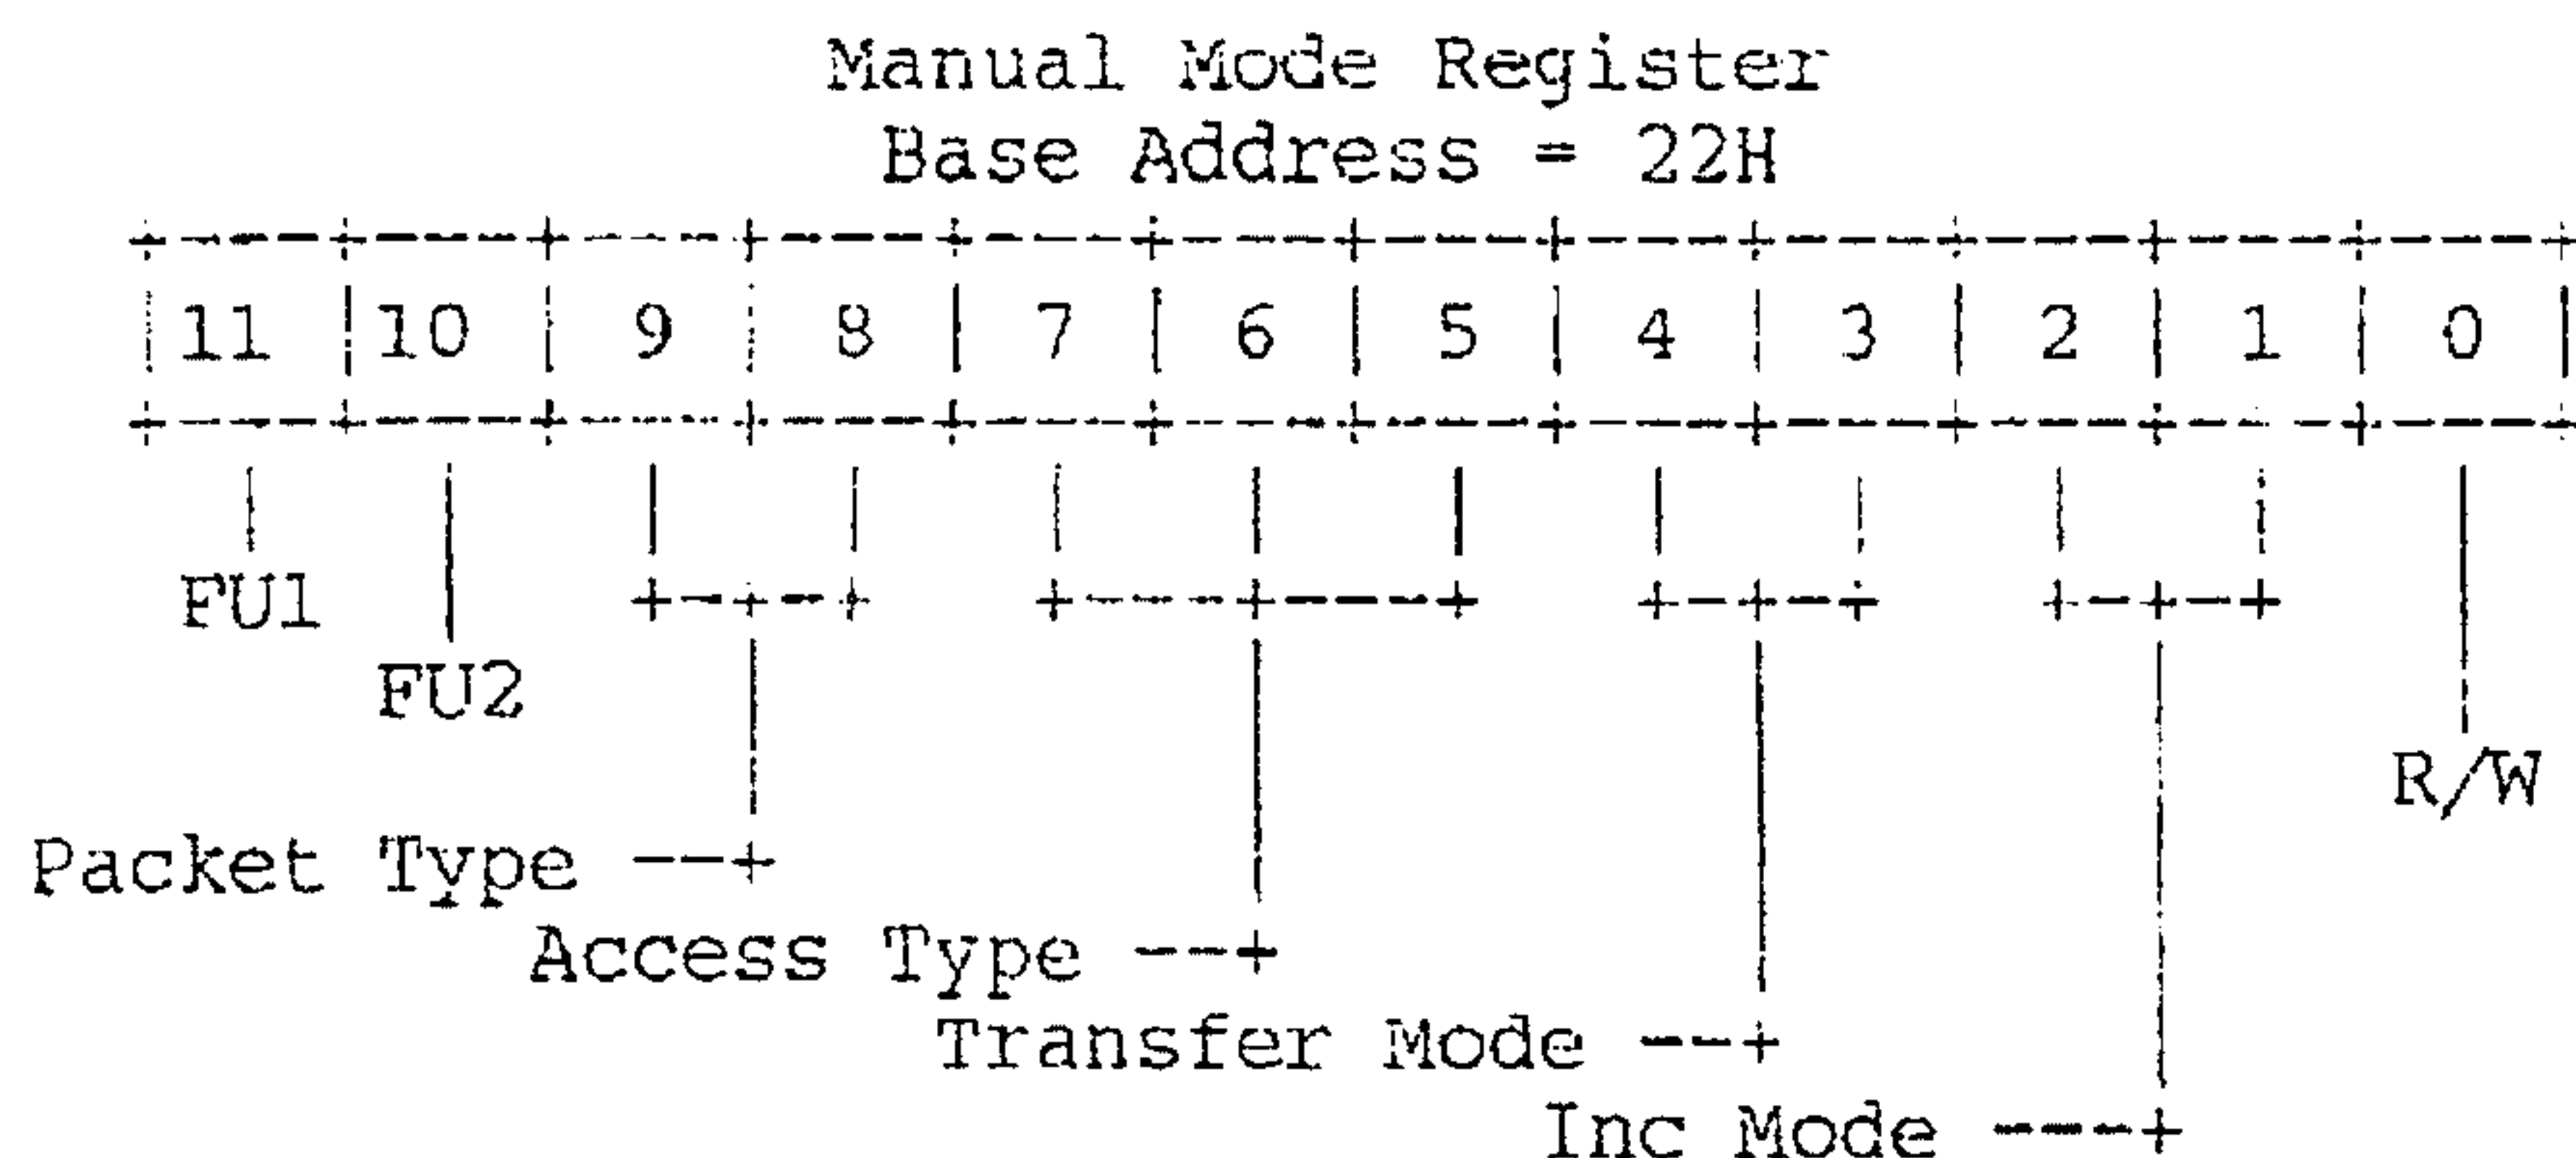 Manual Mode Register
Base Address = 22H
11 10 9 8 7 6 5 4 3 2 1 0
FU1
FU2
R/W
Packet Type
Access Type
Transfer Mode
Inc Mode